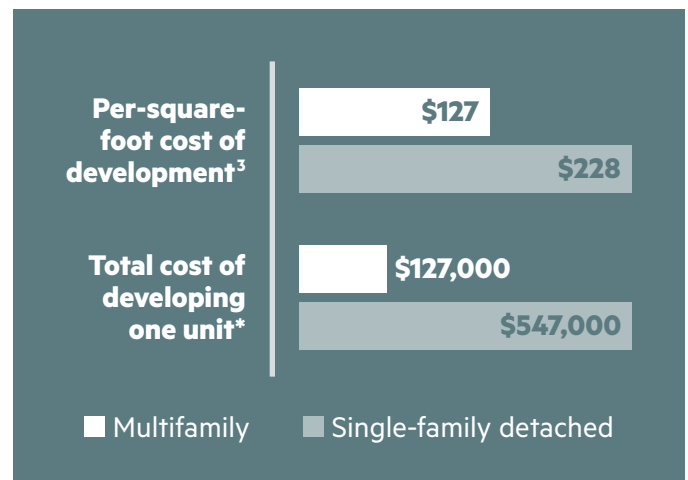 Per-square-
foot cost of
development³
$127
$228
Total cost of
developing
one unit*
$127,000
$547,000
Multifamily
Single-family detached